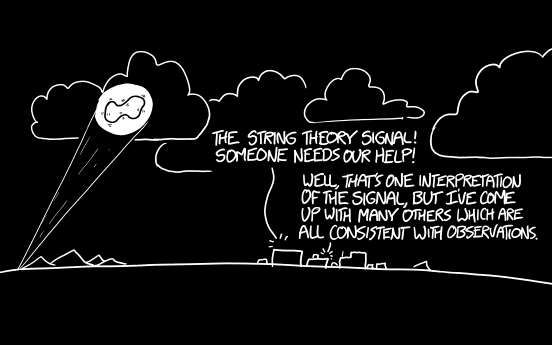 THE STRING THEORY SIGNAL!
SOMEONE NEEDS OUR HELP!
WELL, THAT'S ONE INTERPRETATION
OF THE SIGNAL, BUT I'VE COME
UP WITH MANY OTHERS WHICH ARE
ALL CONSISTENT WITH OBSERVATIONS.